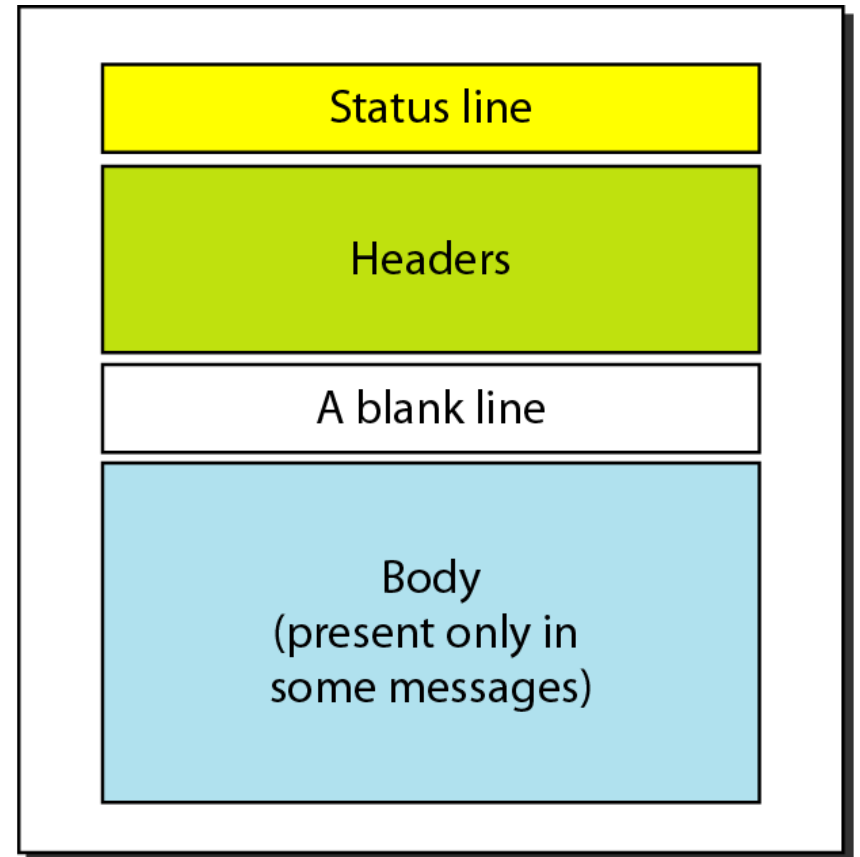 Status line
Headers
A blank line
Body
(present only in
some messages)